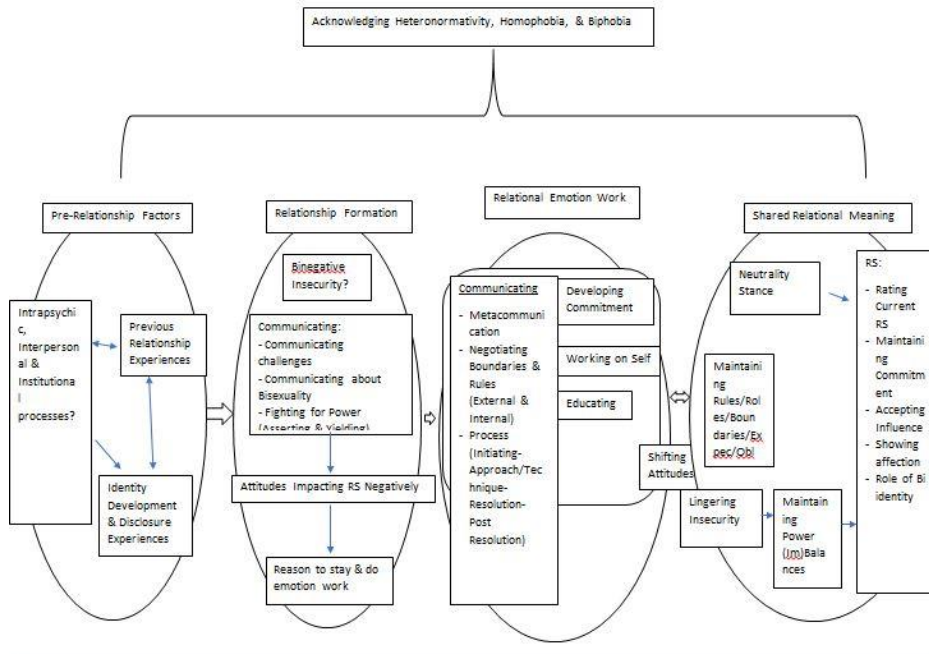 Acknowledging Heteronormativity, Homophobia, & Biphobia
Pre-Relationship Factors
Intrapsychi
c,
Interperson
al &
Institutiona
l
processes?
Previous
Relationship
Experiences
Identity
Development
& Disclosure
Experiences
Relationship Formation
Binegative
Insecurity?
Communicating:
- Communicating
challenges
- Communicating about
Bisexuality
- Fighting for Power
(Asserting & Yielding)
Attitudes Impacting RS Negatively
Reason to stay & do
emotion work
Relational Emotion Work
Communicating
- Metacommuni
cation
- Negotiating
Boundaries &
Rules
(External &
Internal)
- Process
(Initiating-
Approach/Tec
hnique-
Resolution-
Post
Resolution)
Developing
Commitment
Working on Self
Educating
Shifting
Attitudes
Shared Relational Meaning
Neutrality
Stance
Maintaini
ng
Rules/Rol
es/Boun
daries/Ex
pec/Obl
Lingering
Insecurity
Maintai
ning
Power
(Im)Bala
nces
RS:
- Rating
Current
RS
- Maintai
ning
Commitm
ent
- Accepting
Influence
- Showing
affection
- Role of Bi
identity